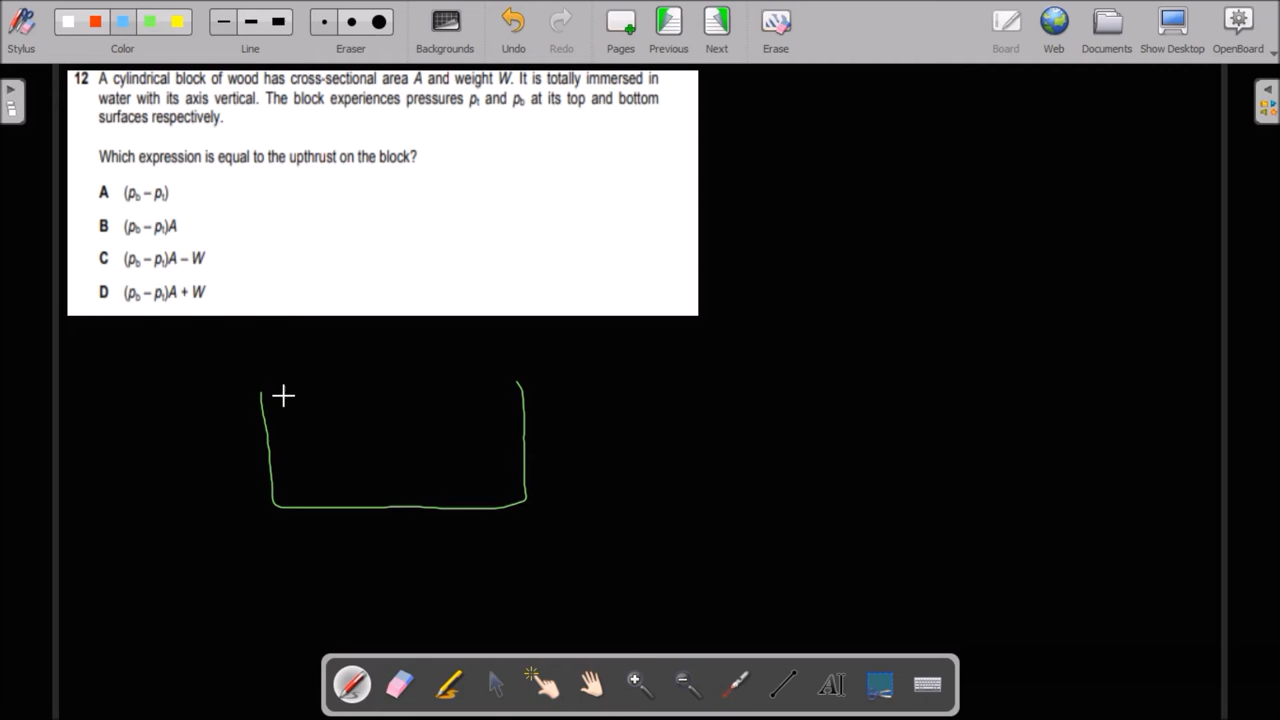 Stylus
Color
Line
Eraser
Backgrounds
Undo
Redo
Pages
Previous
Next
Erase
Board
Web
Documents
Show Desktop
OpenBoard
12 A cylindrical block of wood has cross-sectional area A and weight W. It is totally immersed in
water with its axis vertical. The block experiences pressures pt and pb at its top and bottom
surfaces respectively.
Which expression is equal to the upthrust on the block?
A (pb – pt)
B (pb – pt)A
C (pb – pt)A – W
D (pb – pt)A + W
AI